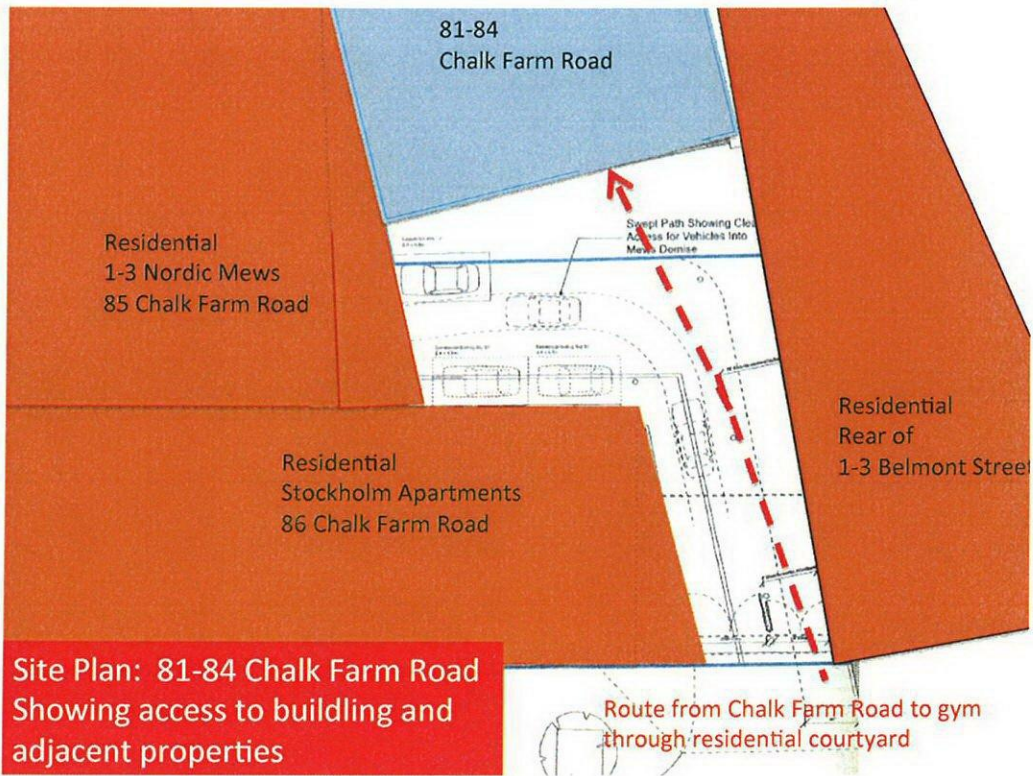 81-84
Chalk Farm Road
Residential
1-3 Nordic Mews
85 Chalk Farm Road
Swept Path Showing Clea
Access for Vehicles Into
Mews Demise
Residential
Rear of
1-3 Belmont Street
Residential
Stockholm Apartments
86 Chalk Farm Road
Site Plan: 81-84 Chalk Farm Road
Showing access to buildling and
adjacent properties
Route from Chalk Farm Road to gym
through residential courtyard